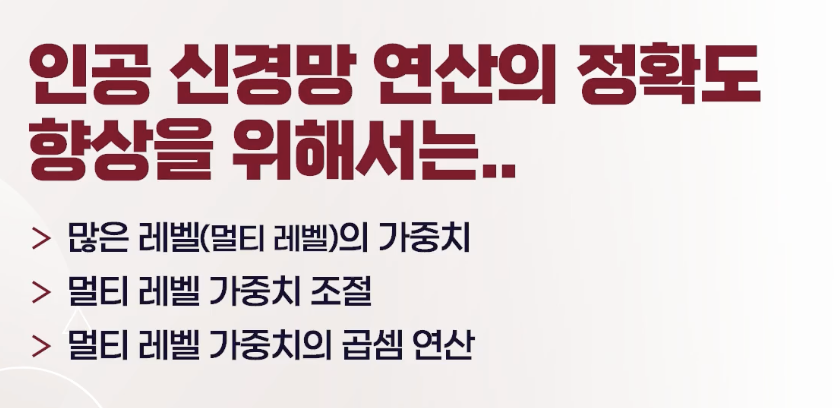 인공 신경망 연산의 정확도
향상을 위해서는..
> 많은 레벨(멀티 레벨)의 가중치
> 멀티 레벨 가중치 조절
> 멀티 레벨 가중치의 곱셈 연산